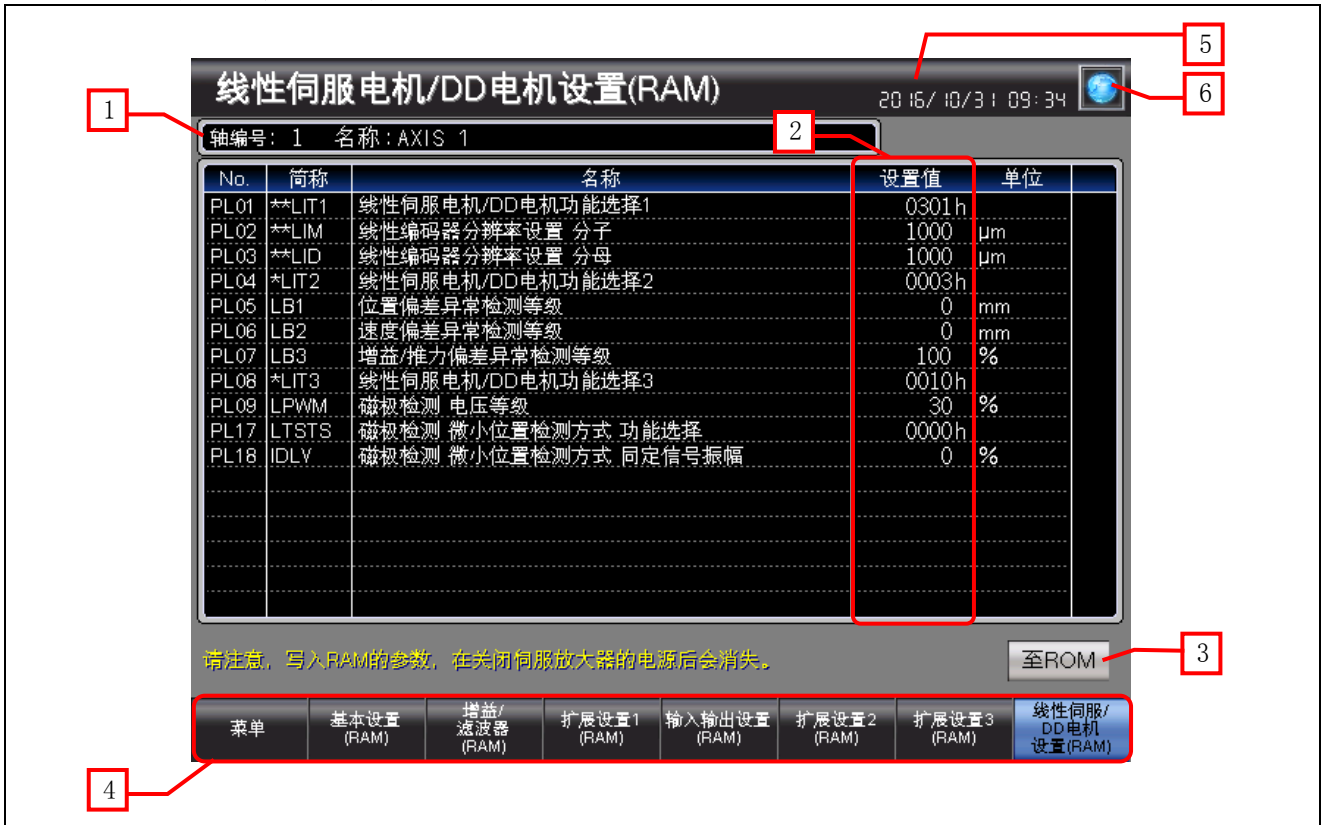 5
线性伺服电机/DD电机设置(RAM)
2016/10/31 09:34
6
1
轴编号: 1 名称:AXIS 1
2
No. 简称 名称 设置值 单位
PL01 **LIT1 线性伺服电机/DD电机功能选择1 0301h
PL02 **LIM 线性编码器分辨率设置 分子 1000 μm
PL03 **LID 线性编码器分辨率设置 分母 1000 μm
PL04 *LIT2 线性伺服电机/DD电机功能选择2 0003h
PL05 LB1 位置偏差异常检测等级 0 mm
PL06 LB2 速度偏差异常检测等级 0 mm
PL07 LB3 增益/推力偏差异常检测等级 100 %
PL08 *LIT3 线性伺服电机/DD电机功能选择3 0010h
PL09 LPWM 磁极检测 电压等级 30 %
PL17 LTSTS 磁极检测 微小位置检测方式 功能选择 0000h
PL18 IDLV 磁极检测 微小位置检测方式 同定信号振幅 0 %
请注意，写入RAM的参数，在关闭伺服放大器的电源后会消失。
至ROM
3
菜单
基本设置
(RAM)
增益/
滤波器
(RAM)
扩展设置1
(RAM)
输入输出设置
(RAM)
扩展设置2
(RAM)
扩展设置3
(RAM)
线性伺服/
DD电机
设置(RAM)
4